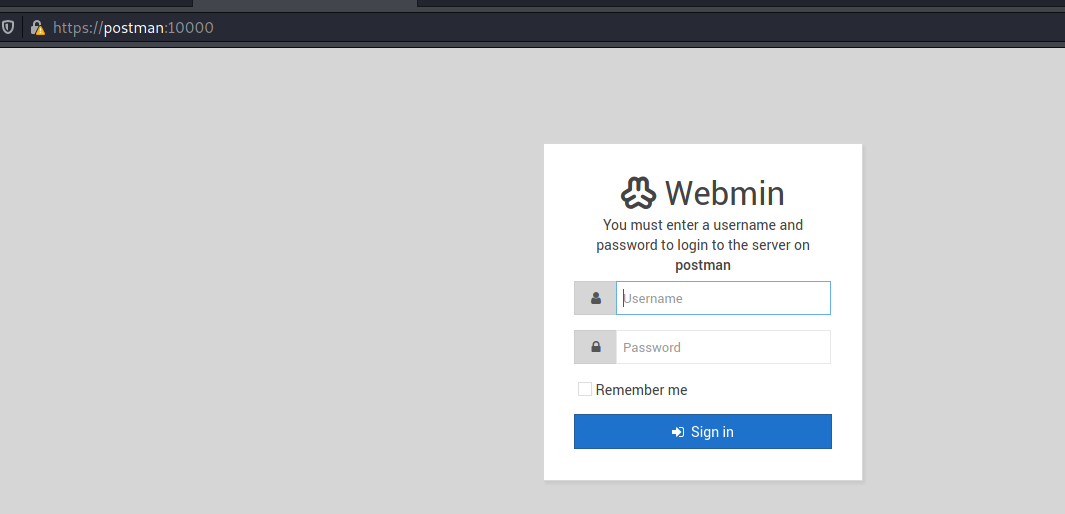 https://postman:10000
Webmin
You must enter a username and
password to login to the server on
postman
Username
Password
Remember me
Sign in